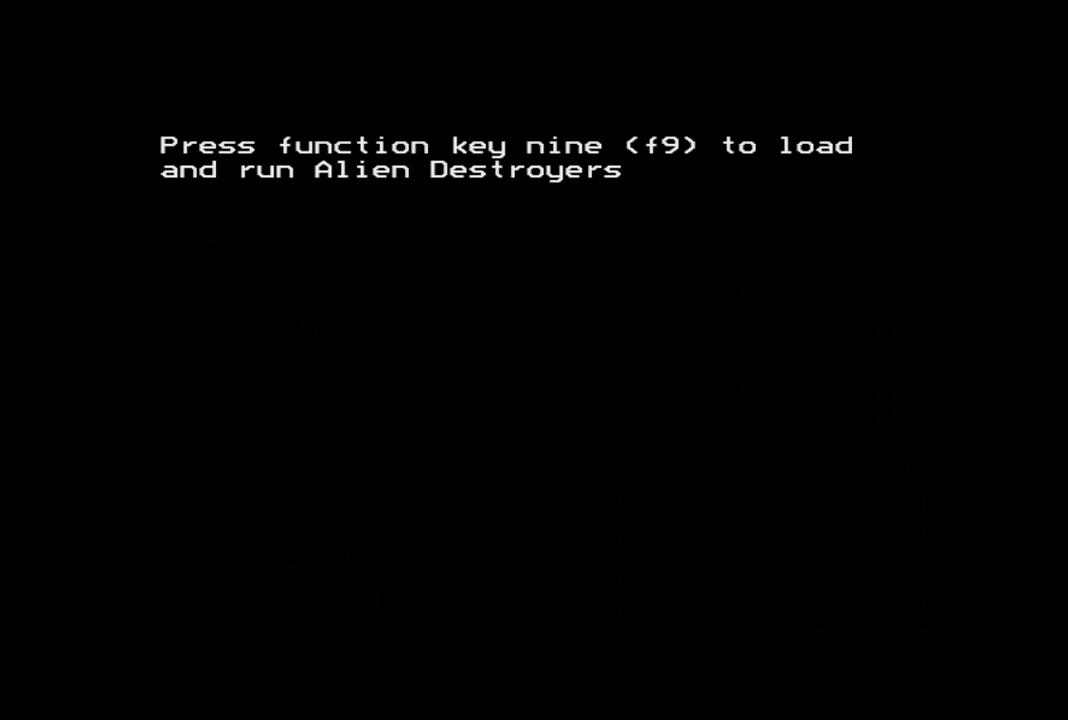 Press function key nine (f9) to load
and run Alien Destroyers